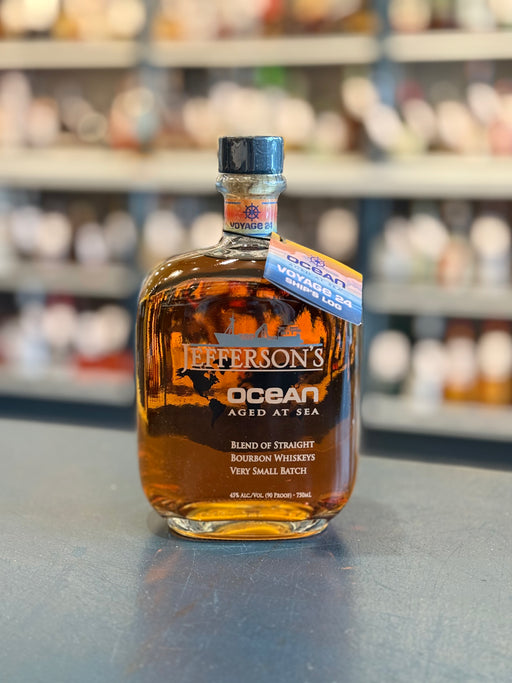 VOYAGE 24
OCEAN
VOYAGE 24
SHIP'S LOG
JEFFERSON'S
OCEAN
AGED AT SEA
BLEND OF STRAIGHT
BOURBON WHISKEYS
VERY SMALL BATCH
45% ALC/VOL. (90 PROOF) - 750mL